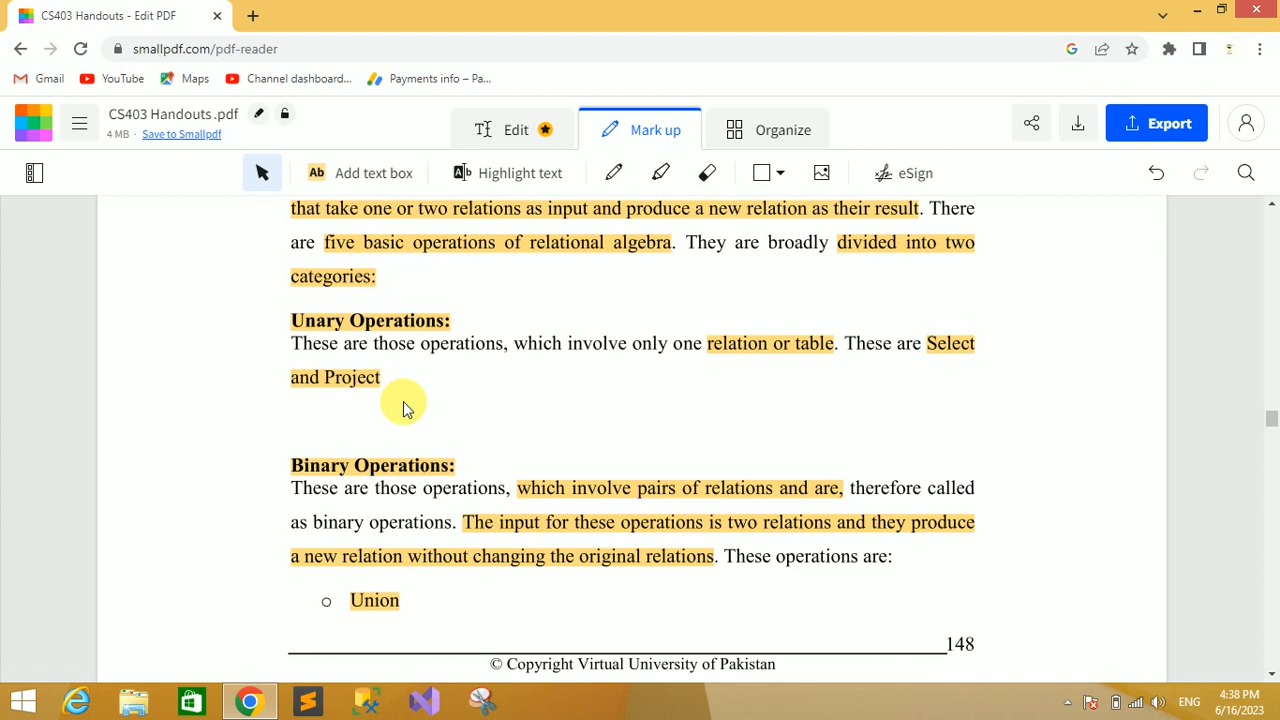 CS403 Handouts - Edit PDF
smallpdf.com/pdf-reader
Gmail YouTube Maps Channel dashboard... Payments info – Pa...
CS403 Handouts .pdf
4 MB · Save to Smallpdf
Edit Mark up Organize Export
Ab Add text box Highlight text eSign
that take one or two relations as input and produce a new relation as their result. There
are five basic operations of relational algebra. They are broadly divided into two
categories:
Unary Operations:
These are those operations, which involve only one relation or table. These are Select
and Project
Binary Operations:
These are those operations, which involve pairs of relations and are, therefore called
as binary operations. The input for these operations is two relations and they produce
a new relation without changing the original relations. These operations are:
o Union
148
© Copyright Virtual University of Pakistan
ENG
4:38 PM
6/16/2023